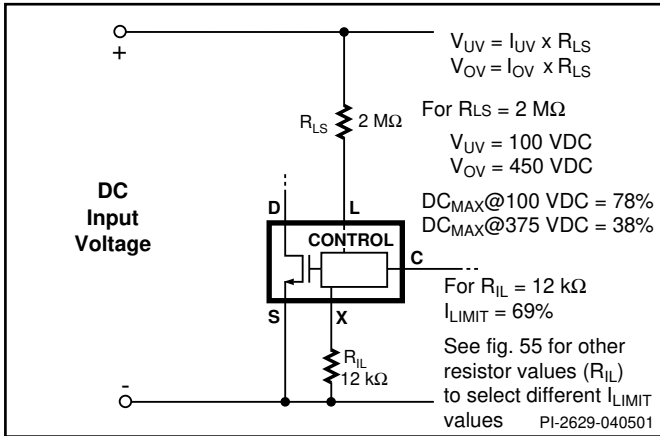 +
V_UV = I_UV x R_LS
V_OV = I_OV x R_LS
For R_LS = 2 MΩ
V_UV = 100 VDC
V_OV = 450 VDC
DC_MAX@100 VDC = 78%
DC_MAX@375 VDC = 38%
R_LS 2 MΩ
DC
Input
Voltage
D L
CONTROL
C
S X
For R_IL = 12 kΩ
I_LIMIT = 69%
R_IL
12 kΩ
See fig. 55 for other
resistor values (R_IL)
to select different I_LIMIT
values
-
PI-2629-040501